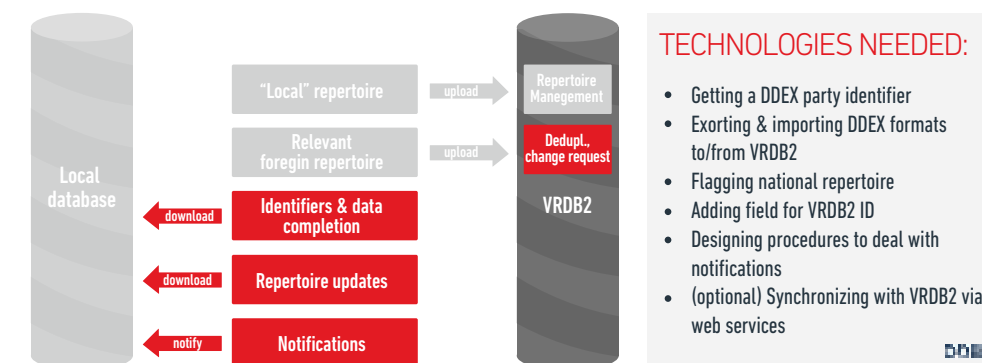 Local
database
"Local" repertoire
upload
Relevant
foregin repertoire
upload
download
Identifiers & data
completion
download
Repertoire updates
notify
Notifications
Repertoire
Manegement
Dedupl.,
change request
VRDB2
TECHNOLOGIES NEEDED:
• Getting a DDEX party identifier
• Exorting & importing DDEX formats
to/from VRDB2
• Flagging national repertoire
• Adding field for VRDB2 ID
• Designing procedures to deal with
notifications
• (optional) Synchronizing with VRDB2 via
web services